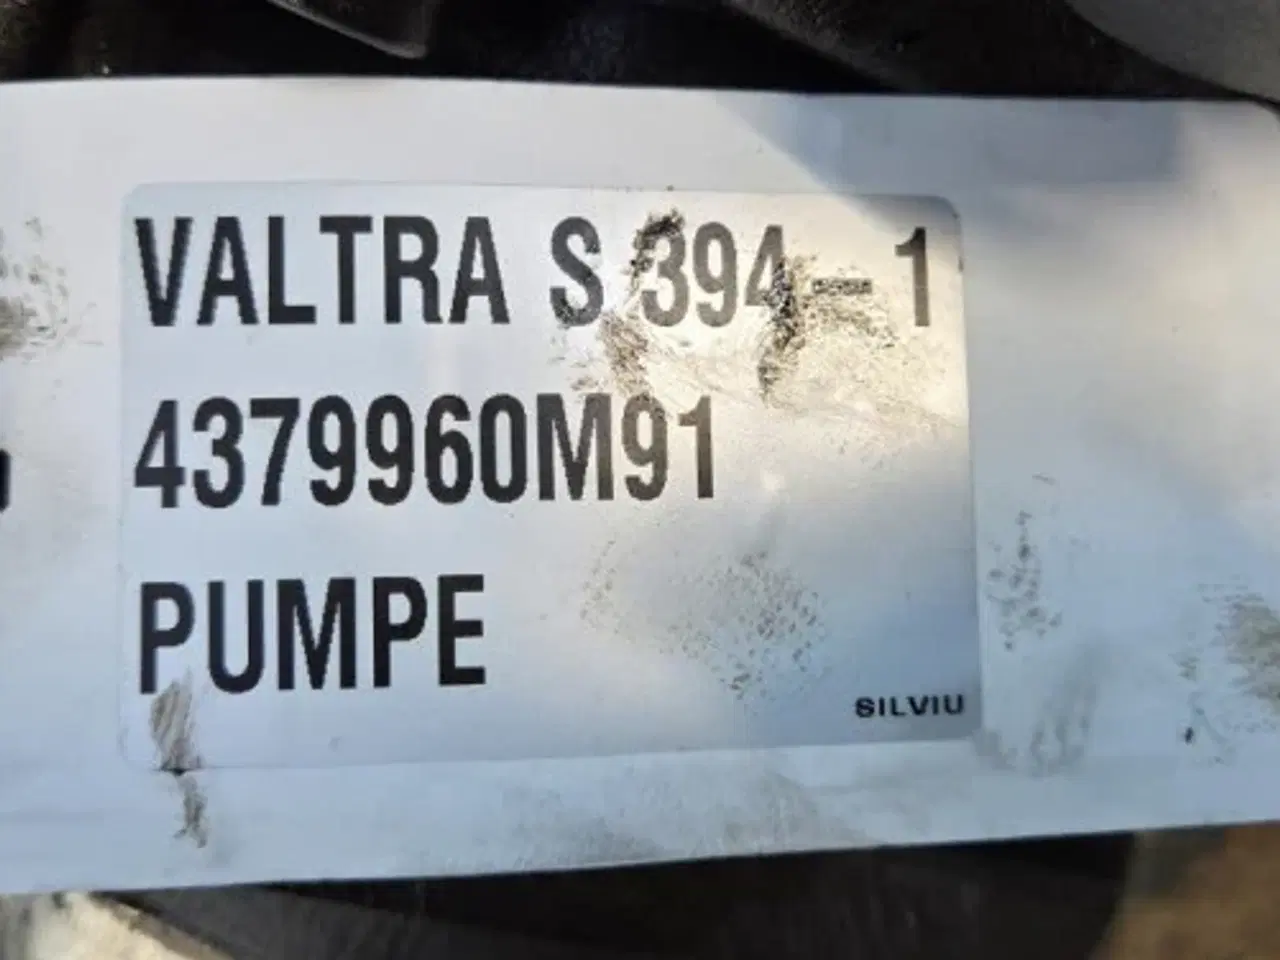 VALTRA S 394 - 1
4379960M91
PUMPE
SILVIU